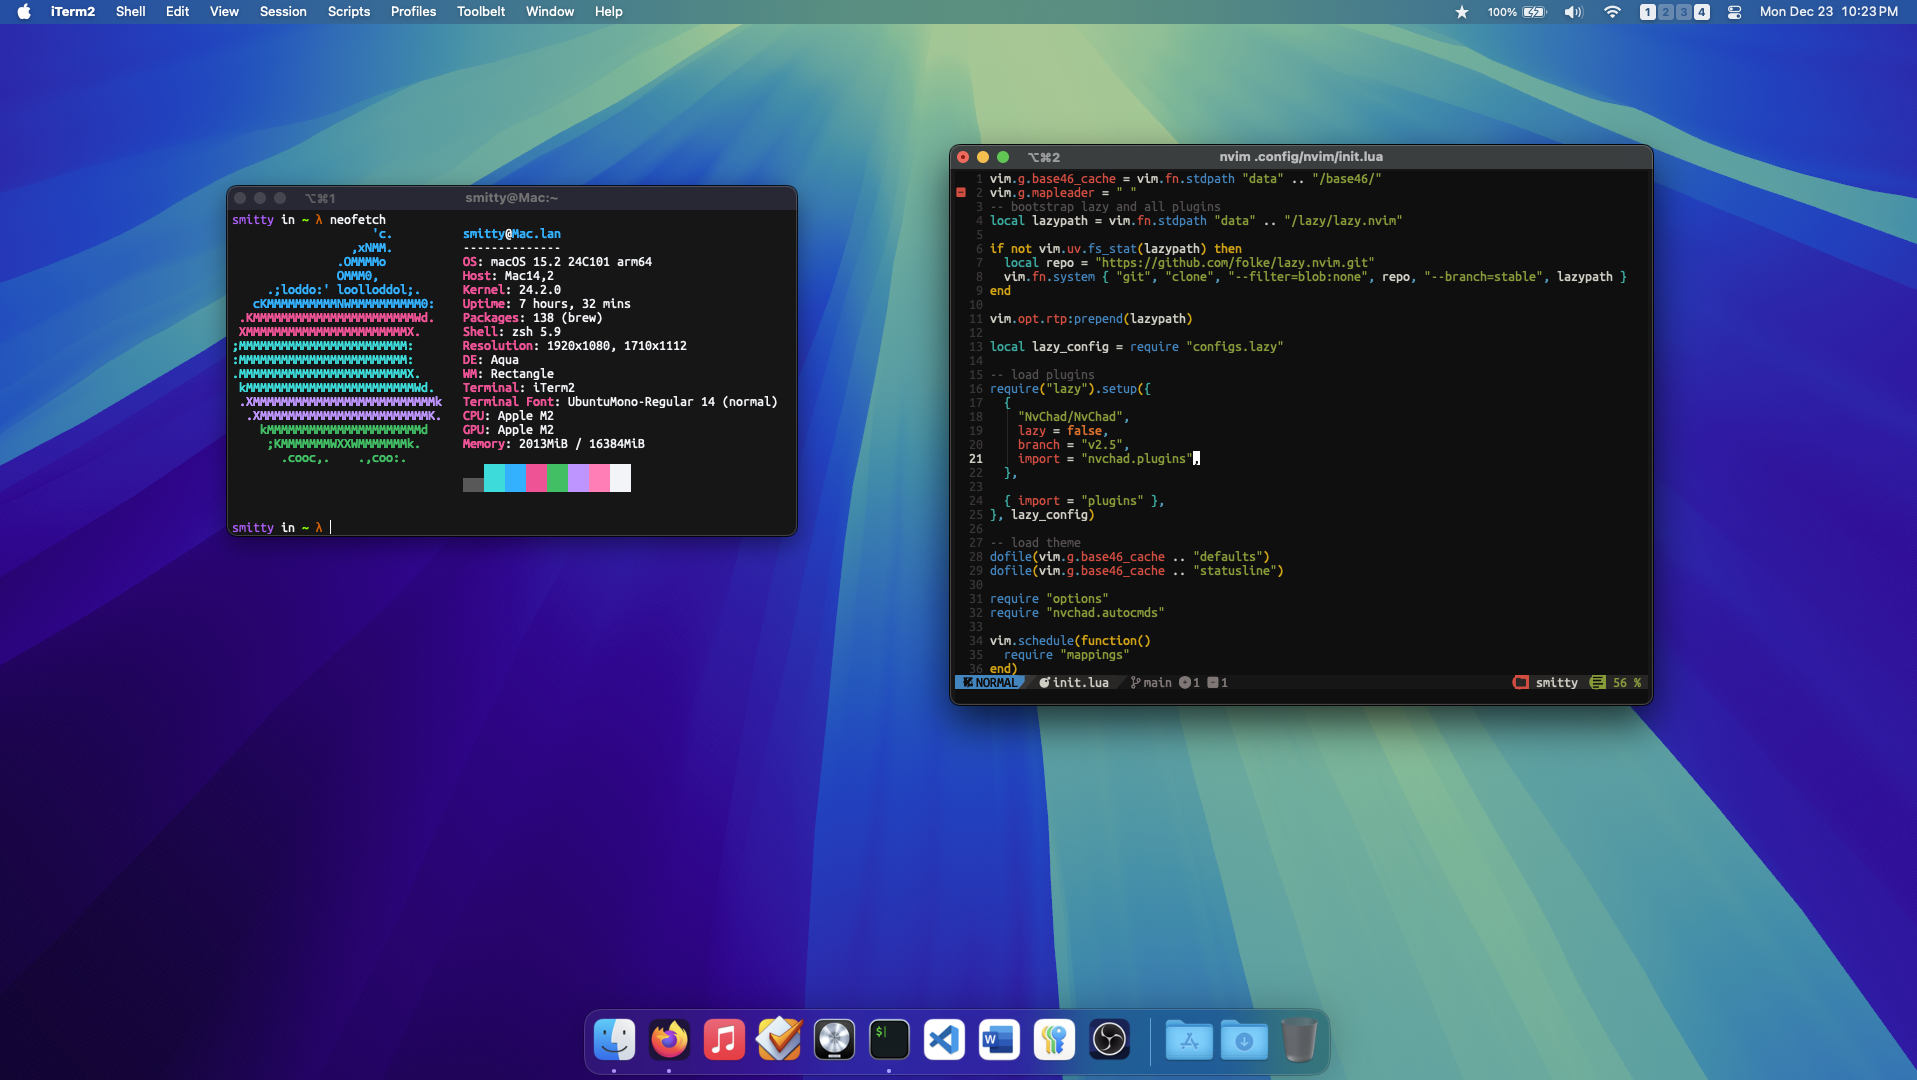 iTerm2 Shell Edit View Session Scripts Profiles Toolbelt Window Help
100% 1 2 3 4 Mon Dec 23 10:23 PM
⌥⌘1 smitty@Mac:~
smitty in ~ λ neofetch
'c.
,xNMM.
.OMMMMo
OMMM0,
.;loddo:' loolloddol;.
cKMMMMMMMMMMNWMMMMMMMMMM0:
.KMMMMMMMMMMMMMMMMMMMMMMMWd.
XMMMMMMMMMMMMMMMMMMMMMMMX.
;MMMMMMMMMMMMMMMMMMMMMMMM:
:MMMMMMMMMMMMMMMMMMMMMMMM:
.MMMMMMMMMMMMMMMMMMMMMMMMX.
kMMMMMMMMMMMMMMMMMMMMMMMMWd.
.XMMMMMMMMMMMMMMMMMMMMMMMMMMk
.XMMMMMMMMMMMMMMMMMMMMMMMMK.
kMMMMMMMMMMMMMMMMMMMMMMd
;KMMMMMMMWXXWMMMMMMMk.
.cooc,. .,coo:.
smitty@Mac.lan
--------------
OS: macOS 15.2 24C101 arm64
Host: Mac14,2
Kernel: 24.2.0
Uptime: 7 hours, 32 mins
Packages: 138 (brew)
Shell: zsh 5.9
Resolution: 1920x1080, 1710x1112
DE: Aqua
WM: Rectangle
Terminal: iTerm2
Terminal Font: UbuntuMono-Regular 14 (normal)
CPU: Apple M2
GPU: Apple M2
Memory: 2013MiB / 16384MiB
smitty in ~ λ
⌥⌘2 nvim .config/nvim/init.lua
1 vim.g.base46_cache = vim.fn.stdpath "data" .. "/base46/"
2 vim.g.mapleader = " "
3 -- bootstrap lazy and all plugins
4 local lazypath = vim.fn.stdpath "data" .. "/lazy/lazy.nvim"
5
6 if not vim.uv.fs_stat(lazypath) then
7 local repo = "https://github.com/folke/lazy.nvim.git"
8 vim.fn.system { "git", "clone", "--filter=blob:none", repo, "--branch=stable", lazypath }
9 end
10
11 vim.opt.rtp:prepend(lazypath)
12
13 local lazy_config = require "configs.lazy"
14
15 -- load plugins
16 require("lazy").setup({
17 {
18 "NvChad/NvChad",
19 lazy = false,
20 branch = "v2.5",
21 import = "nvchad.plugins",
22 },
23
24 { import = "plugins" },
25 }, lazy_config)
26
27 -- load theme
28 dofile(vim.g.base46_cache .. "defaults")
29 dofile(vim.g.base46_cache .. "statusline")
30
31 require "options"
32 require "nvchad.autocmds"
33
34 vim.schedule(function()
35 require "mappings"
36 end)
NORMAL init.lua main 1 1 smitty 56 %
$
W